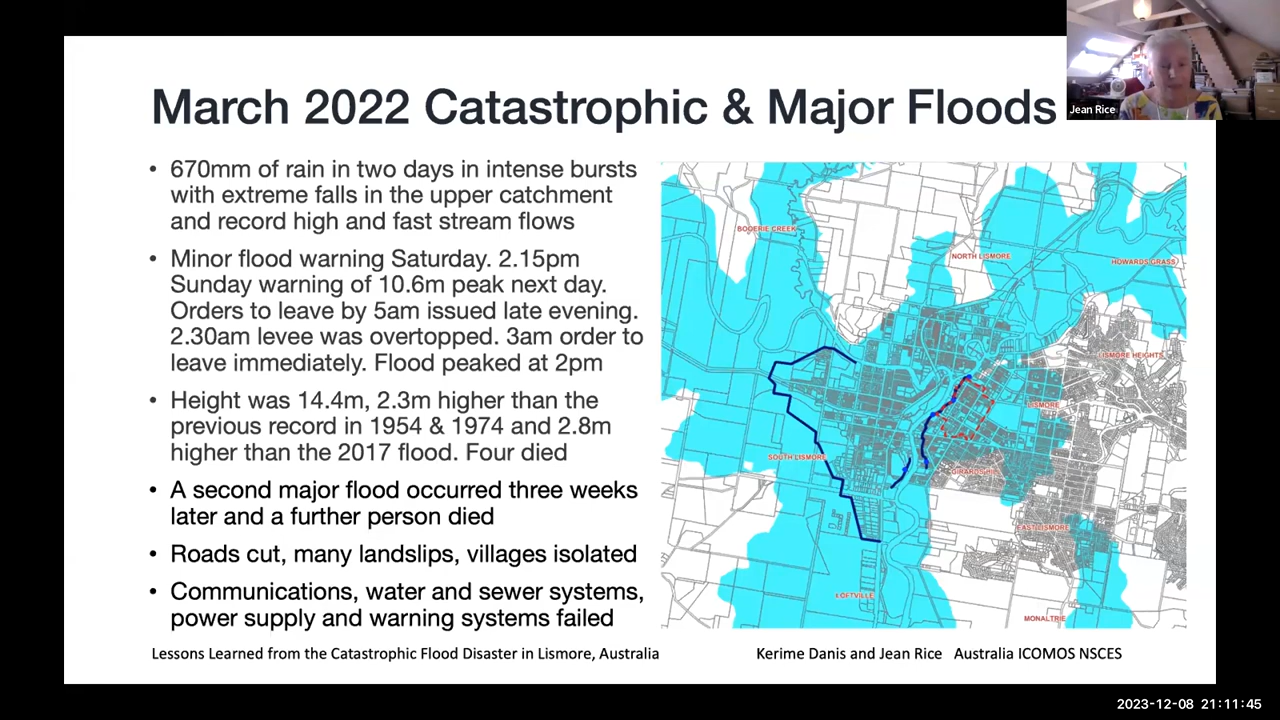 March 2022 Catastrophic & Major Floods
Jean Rice
• 670mm of rain in two days in intense bursts
with extreme falls in the upper catchment
and record high and fast stream flows
• Minor flood warning Saturday. 2.15pm
Sunday warning of 10.6m peak next day.
Orders to leave by 5am issued late evening.
2.30am levee was overtopped. 3am order to
leave immediately. Flood peaked at 2pm
• Height was 14.4m, 2.3m higher than the
previous record in 1954 & 1974 and 2.8m
higher than the 2017 flood. Four died
• A second major flood occurred three weeks
later and a further person died
• Roads cut, many landslips, villages isolated
• Communications, water and sewer systems,
power supply and warning systems failed
BOOERIE CREEK
NORTH LISMORE
HOWARDS GRASS
LISMORE HEIGHTS
LISMORE
SOUTH LISMORE
GIRARDS HILL
EAST LISMORE
LOFTVILLE
MONALTRIE
Lessons Learned from the Catastrophic Flood Disaster in Lismore, Australia
Kerime Danis and Jean Rice Australia ICOMOS NSCES
2023-12-08 21:11:45